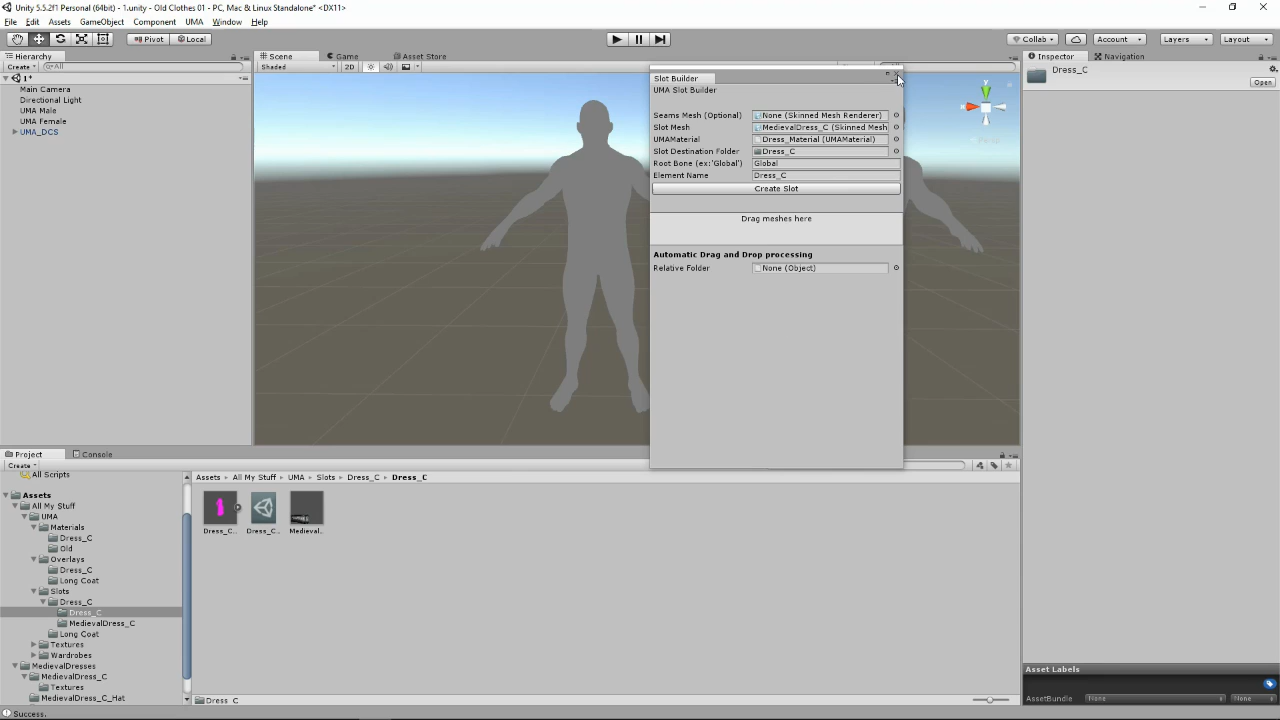 Unity 5.5.2f1 Personal (64bit) - 1.unity - Old Clothes 01 - PC, Mac & Linux Standalone* <DX11>
File Edit Assets GameObject Component UMA Window Help
Pivot Local Collab Account Layers Layout
Hierarchy
Create All
1*
Main Camera
Directional Light
UMA Male
UMA Female
UMA_DCS
Scene Game Asset Store
Shaded 2D
Persp
Slot Builder
UMA Slot Builder
Seams Mesh (Optional) None (Skinned Mesh Renderer)
Slot Mesh MedievalDress_C (Skinned Mesh
UMAMaterial Dress_Material (UMAMaterial)
Slot Destination Folder Dress_C
Root Bone (ex:'Global') Global
Element Name Dress_C
Create Slot
Drag meshes here
Automatic Drag and Drop processing
Relative Folder None (Object)
Inspector Navigation
Dress_C
Open
Project Console
Create
All Scripts
Assets
All My Stuff
UMA
Materials
Dress_C
Old
Overlays
Dress_C
Long Coat
Slots
Dress_C
Dress_C
MedievalDress_C
Long Coat
Textures
Wardrobes
MedievalDresses
MedievalDress_C
Textures
MedievalDress_C_Hat
Assets All My Stuff UMA Slots Dress_C Dress_C
Dress_C... Dress_C... Medieval...
Dress_C
Asset Labels
AssetBundle None None
Success.